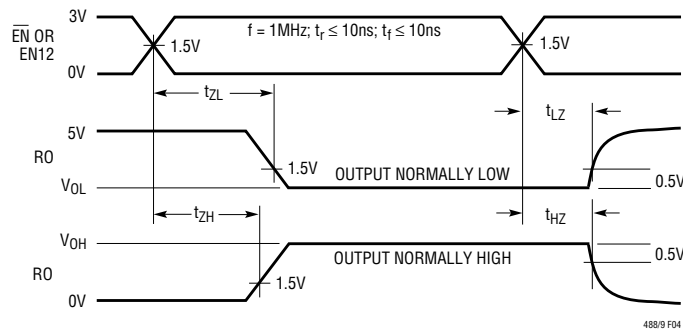 3V
EN OR
EN12
1.5V
f = 1MHz; tr ≤ 10ns; tf ≤ 10ns
1.5V
0V
tZL
tLZ
5V
RO
1.5V
OUTPUT NORMALLY LOW
0.5V
VOL
tZH
tHZ
VOH
OUTPUT NORMALLY HIGH
0.5V
RO
1.5V
0V
488/9 F04